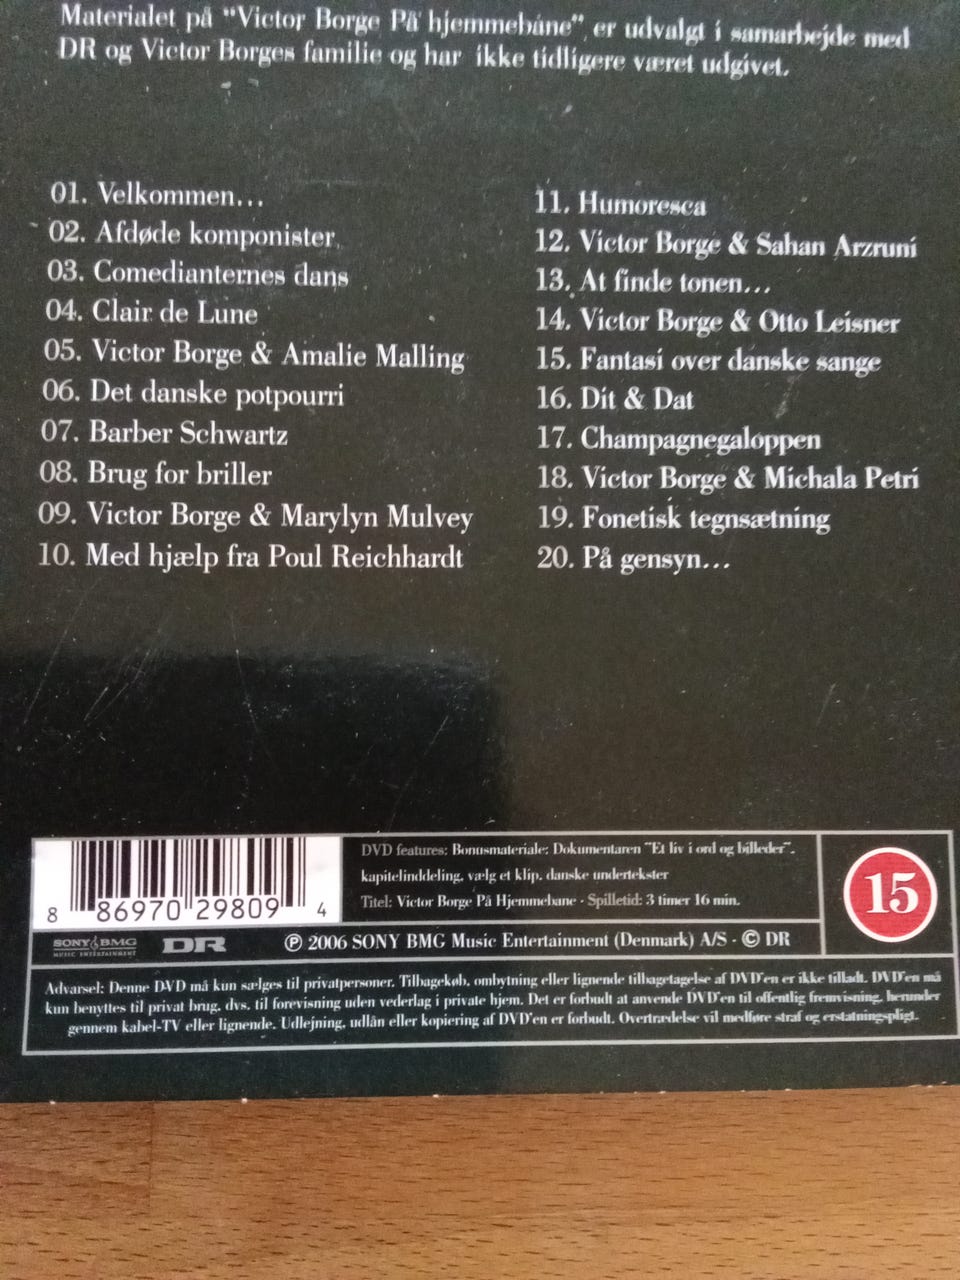 Materialet på "Victor Borge På hjemmebane" er udvalgt i samarbejde med
DR og Victor Borges familie og har ikke tidligere været udgivet.
01. Velkommen...
02. Afdøde komponister
03. Comedianternes dans
04. Clair de Lune
05. Victor Borge & Amalie Malling
06. Det danske potpourri
07. Barber Schwartz
08. Brug for briller
09. Victor Borge & Marylyn Mulvey
10. Med hjælp fra Poul Reichhardt
11. Humoresca
12. Victor Borge & Sahan Arzruni
13. At finde tonen...
14. Victor Borge & Otto Leisner
15. Fantasi over danske sange
16. Dit & Dat
17. Champagnegaloppen
18. Victor Borge & Michala Petri
19. Fonetisk tegnsætning
20. På gensyn...
8 86970 29809 4
DVD features: Bonusmateriale: Dokumentaren "Et liv i ord og billeder",
kapitelinddeling, vælg et klip, danske undertekster
Titel: Victor Borge På Hjemmebane - Spilletid: 3 timer 16 min.
15
SONY BMG
MUSIC ENTERTAINMENT
DR
℗ 2006 SONY BMG Music Entertainment (Denmark) A/S · © DR
Advarsel: Denne DVD må kun sælges til privatpersoner. Tilbagekøb, ombytning eller lignende tilbagetagelse af DVD'en er ikke tilladt. DVD'en må
kun benyttes til privat brug, dvs. til forevisning uden vederlag i private hjem. Det er forbudt at anvende DVD'en til offentlig fremvisning, herunder
gennem kabel-TV eller lignende. Udlejning, udlån eller kopiering af DVD'en er forbudt. Overtrædelse vil medføre straf og erstatningspligt.